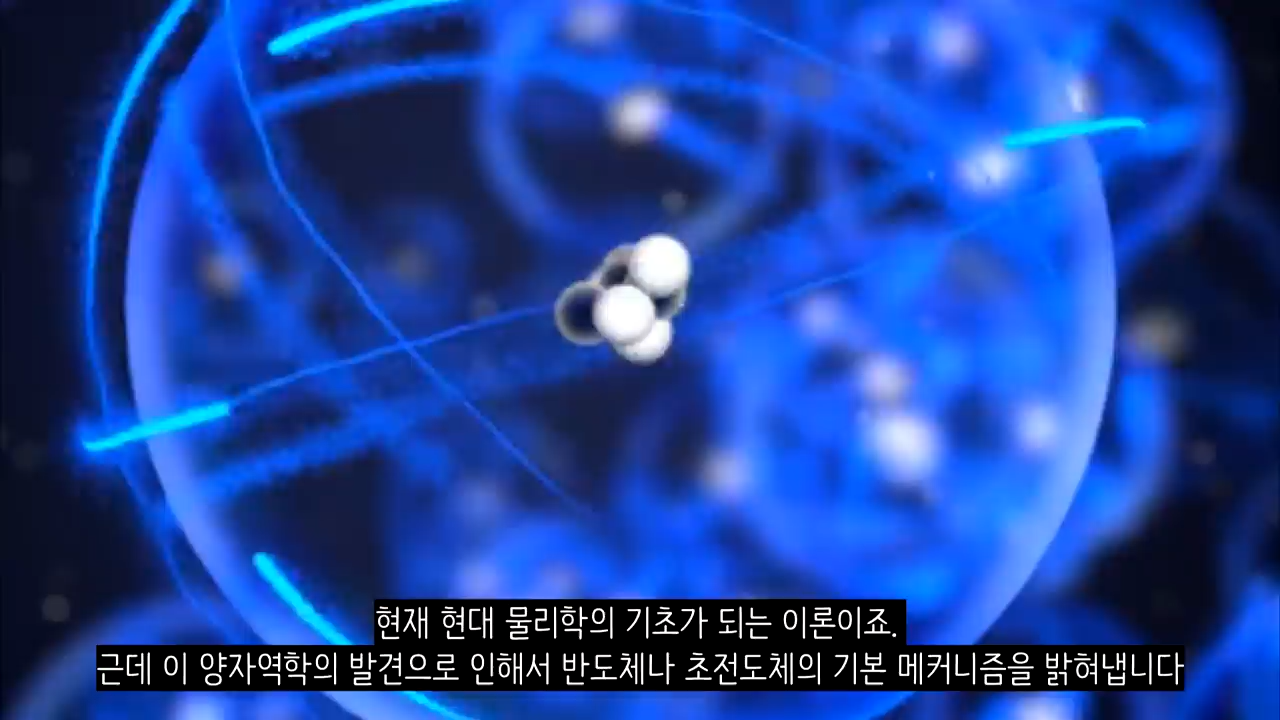 현재 현대 물리학의 기초가 되는 이론이죠.
근데 이 양자역학의 발견으로 인해서 반도체나 초전도체의 기본 메커니즘을 밝혀냅니다